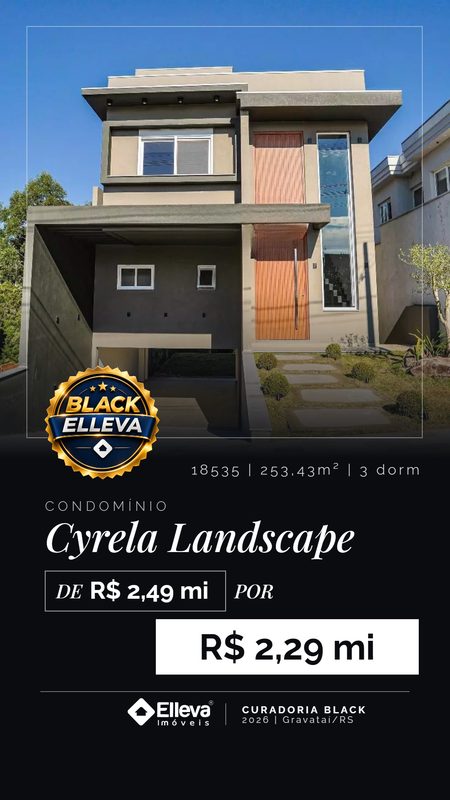 BLACK
ELLEVA
18535 | 253,43m² | 3 dorm
CONDOMÍNIO
Cyrela Landscape
DE R$ 2,49 mi POR
R$ 2,29 mi
Elleva®
Imóveis
CURADORIA BLACK
2026 | Gravataí/RS